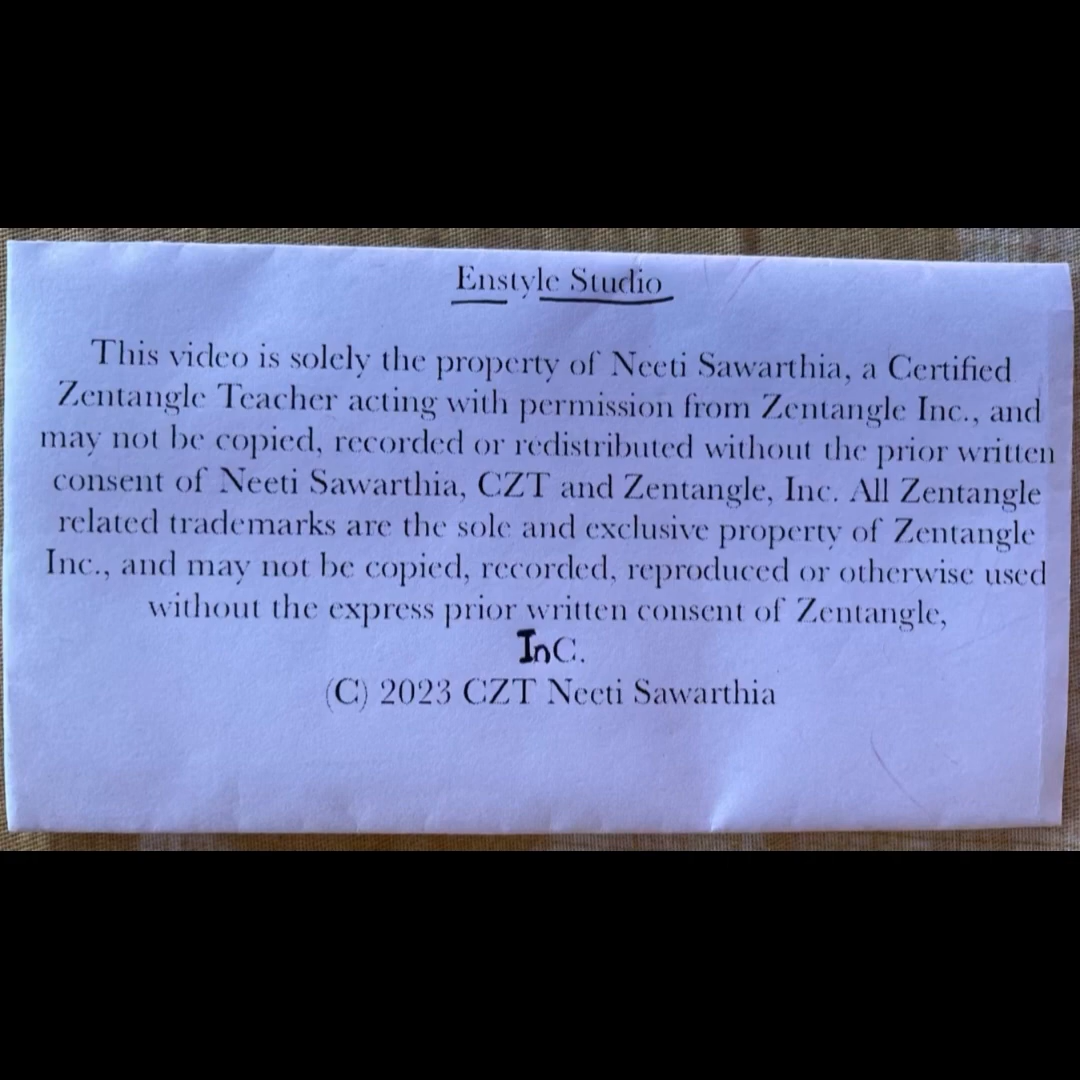 Enstyle Studio
This video is solely the property of Neeti Sawarthia, a Certified
Zentangle Teacher acting with permission from Zentangle Inc., and
may not be copied, recorded or redistributed without the prior written
consent of Neeti Sawarthia, CZT and Zentangle, Inc. All Zentangle
related trademarks are the sole and exclusive property of Zentangle
Inc., and may not be copied, recorded, reproduced or otherwise used
without the express prior written consent of Zentangle,
InC.
(C) 2023 CZT Neeti Sawarthia